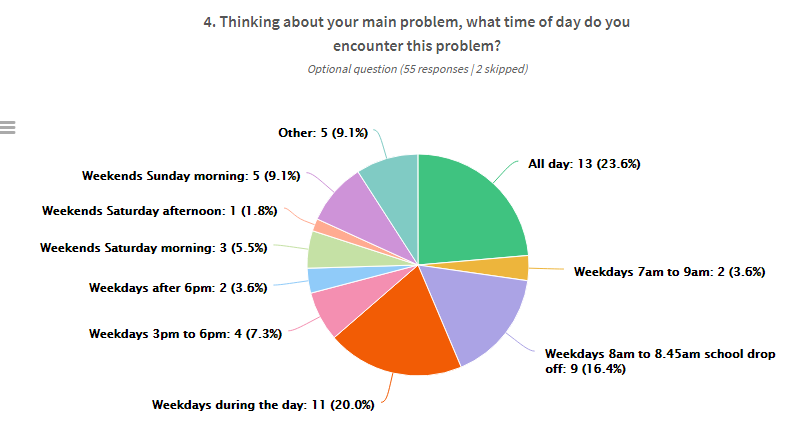 4. Thinking about your main problem, what time of day do you
encounter this problem?
Optional question (55 responses | 2 skipped)
Other: 5 (9.1%)
All day: 13 (23.6%)
Weekends Sunday morning: 5 (9.1%)
Weekends Saturday afternoon: 1 (1.8%)
Weekends Saturday morning: 3 (5.5%)
Weekdays 7am to 9am: 2 (3.6%)
Weekdays after 6pm: 2 (3.6%)
Weekdays 3pm to 6pm: 4 (7.3%)
Weekdays 8am to 8.45am school drop
off: 9 (16.4%)
Weekdays during the day: 11 (20.0%)